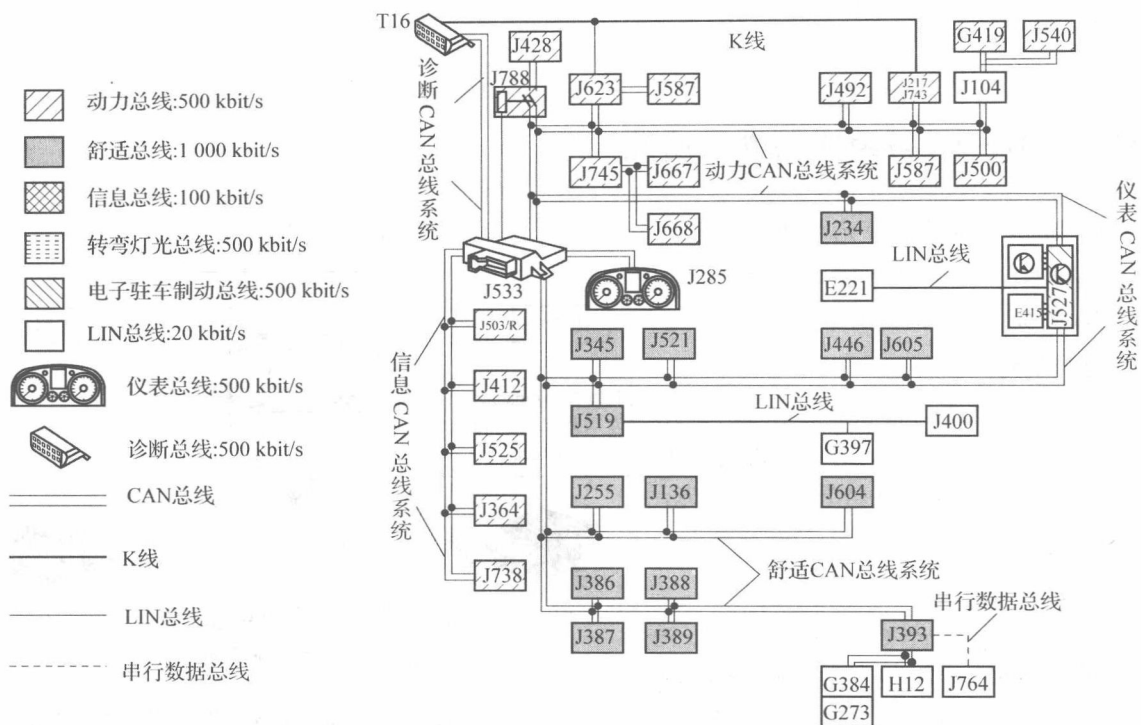 动力总线:500 kbit/s
舒适总线:1 000 kbit/s
信息总线:100 kbit/s
转弯灯光总线:500 kbit/s
电子驻车制动总线:500 kbit/s
LIN总线:20 kbit/s
仪表总线:500 kbit/s
诊断总线:500 kbit/s
CAN总线
K线
LIN总线
串行数据总线
T16
K线
诊断 CAN 总线系统
J428
J788
J623
J587
J492
J217
J743
G419
J540
J104
J745
J667
J668
动力CAN总线系统
J587
J500
J234
仪表 CAN 总线系统
LIN总线
E221
E415
J527
J533
J285
信息 CAN 总线系统
J503/R
J412
J525
J364
J738
J345
J521
J446
J605
J519
LIN总线
J400
G397
J255
J136
J604
舒适CAN总线系统
J386
J388
J387
J389
串行数据总线
J393
G384
G273
H12
J764